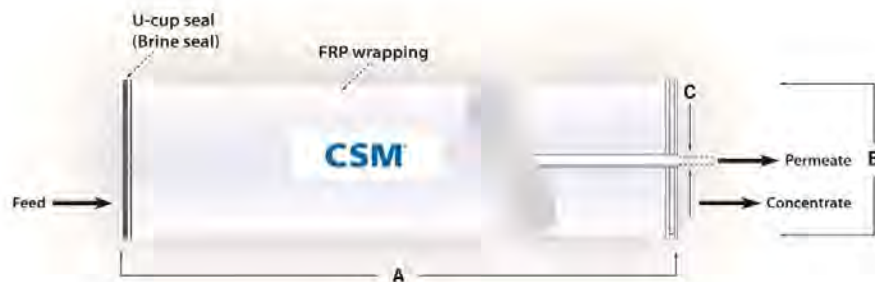 U-cup seal
(Brine seal)
FRP wrapping
C
CSM
Permeate
B
Feed
Concentrate
A